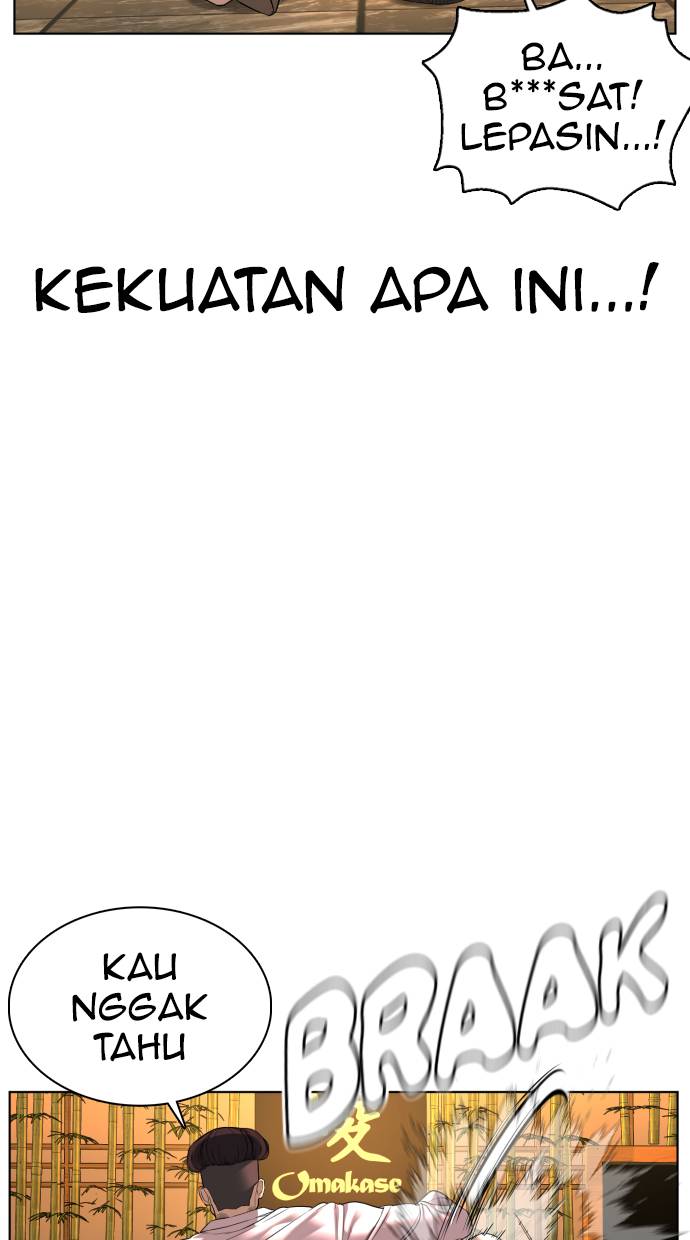 BA...
B***SAT!
LEPASIN...!
KEKUATAN APA INI...!
KAU
NGGAK
TAHU
BRAAK
Omakase